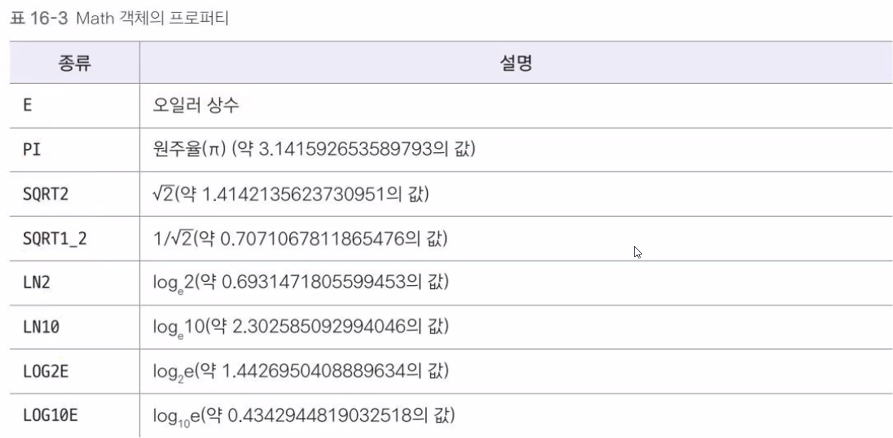 표 16-3 Math 객체의 프로퍼티
종류 설명
E 오일러 상수
PI 원주율(π) (약 3.141592653589793의 값)
SQRT2 √2(약 1.4142135623730951의 값)
SQRT1_2 1/√2(약 0.7071067811865476의 값)
LN2 logₑ2(약 0.6931471805599453의 값)
LN10 logₑ10(약 2.302585092994046의 값)
LOG2E log₂e(약 1.4426950408889634의 값)
LOG10E log₁₀e(약 0.4342944819032518의 값)